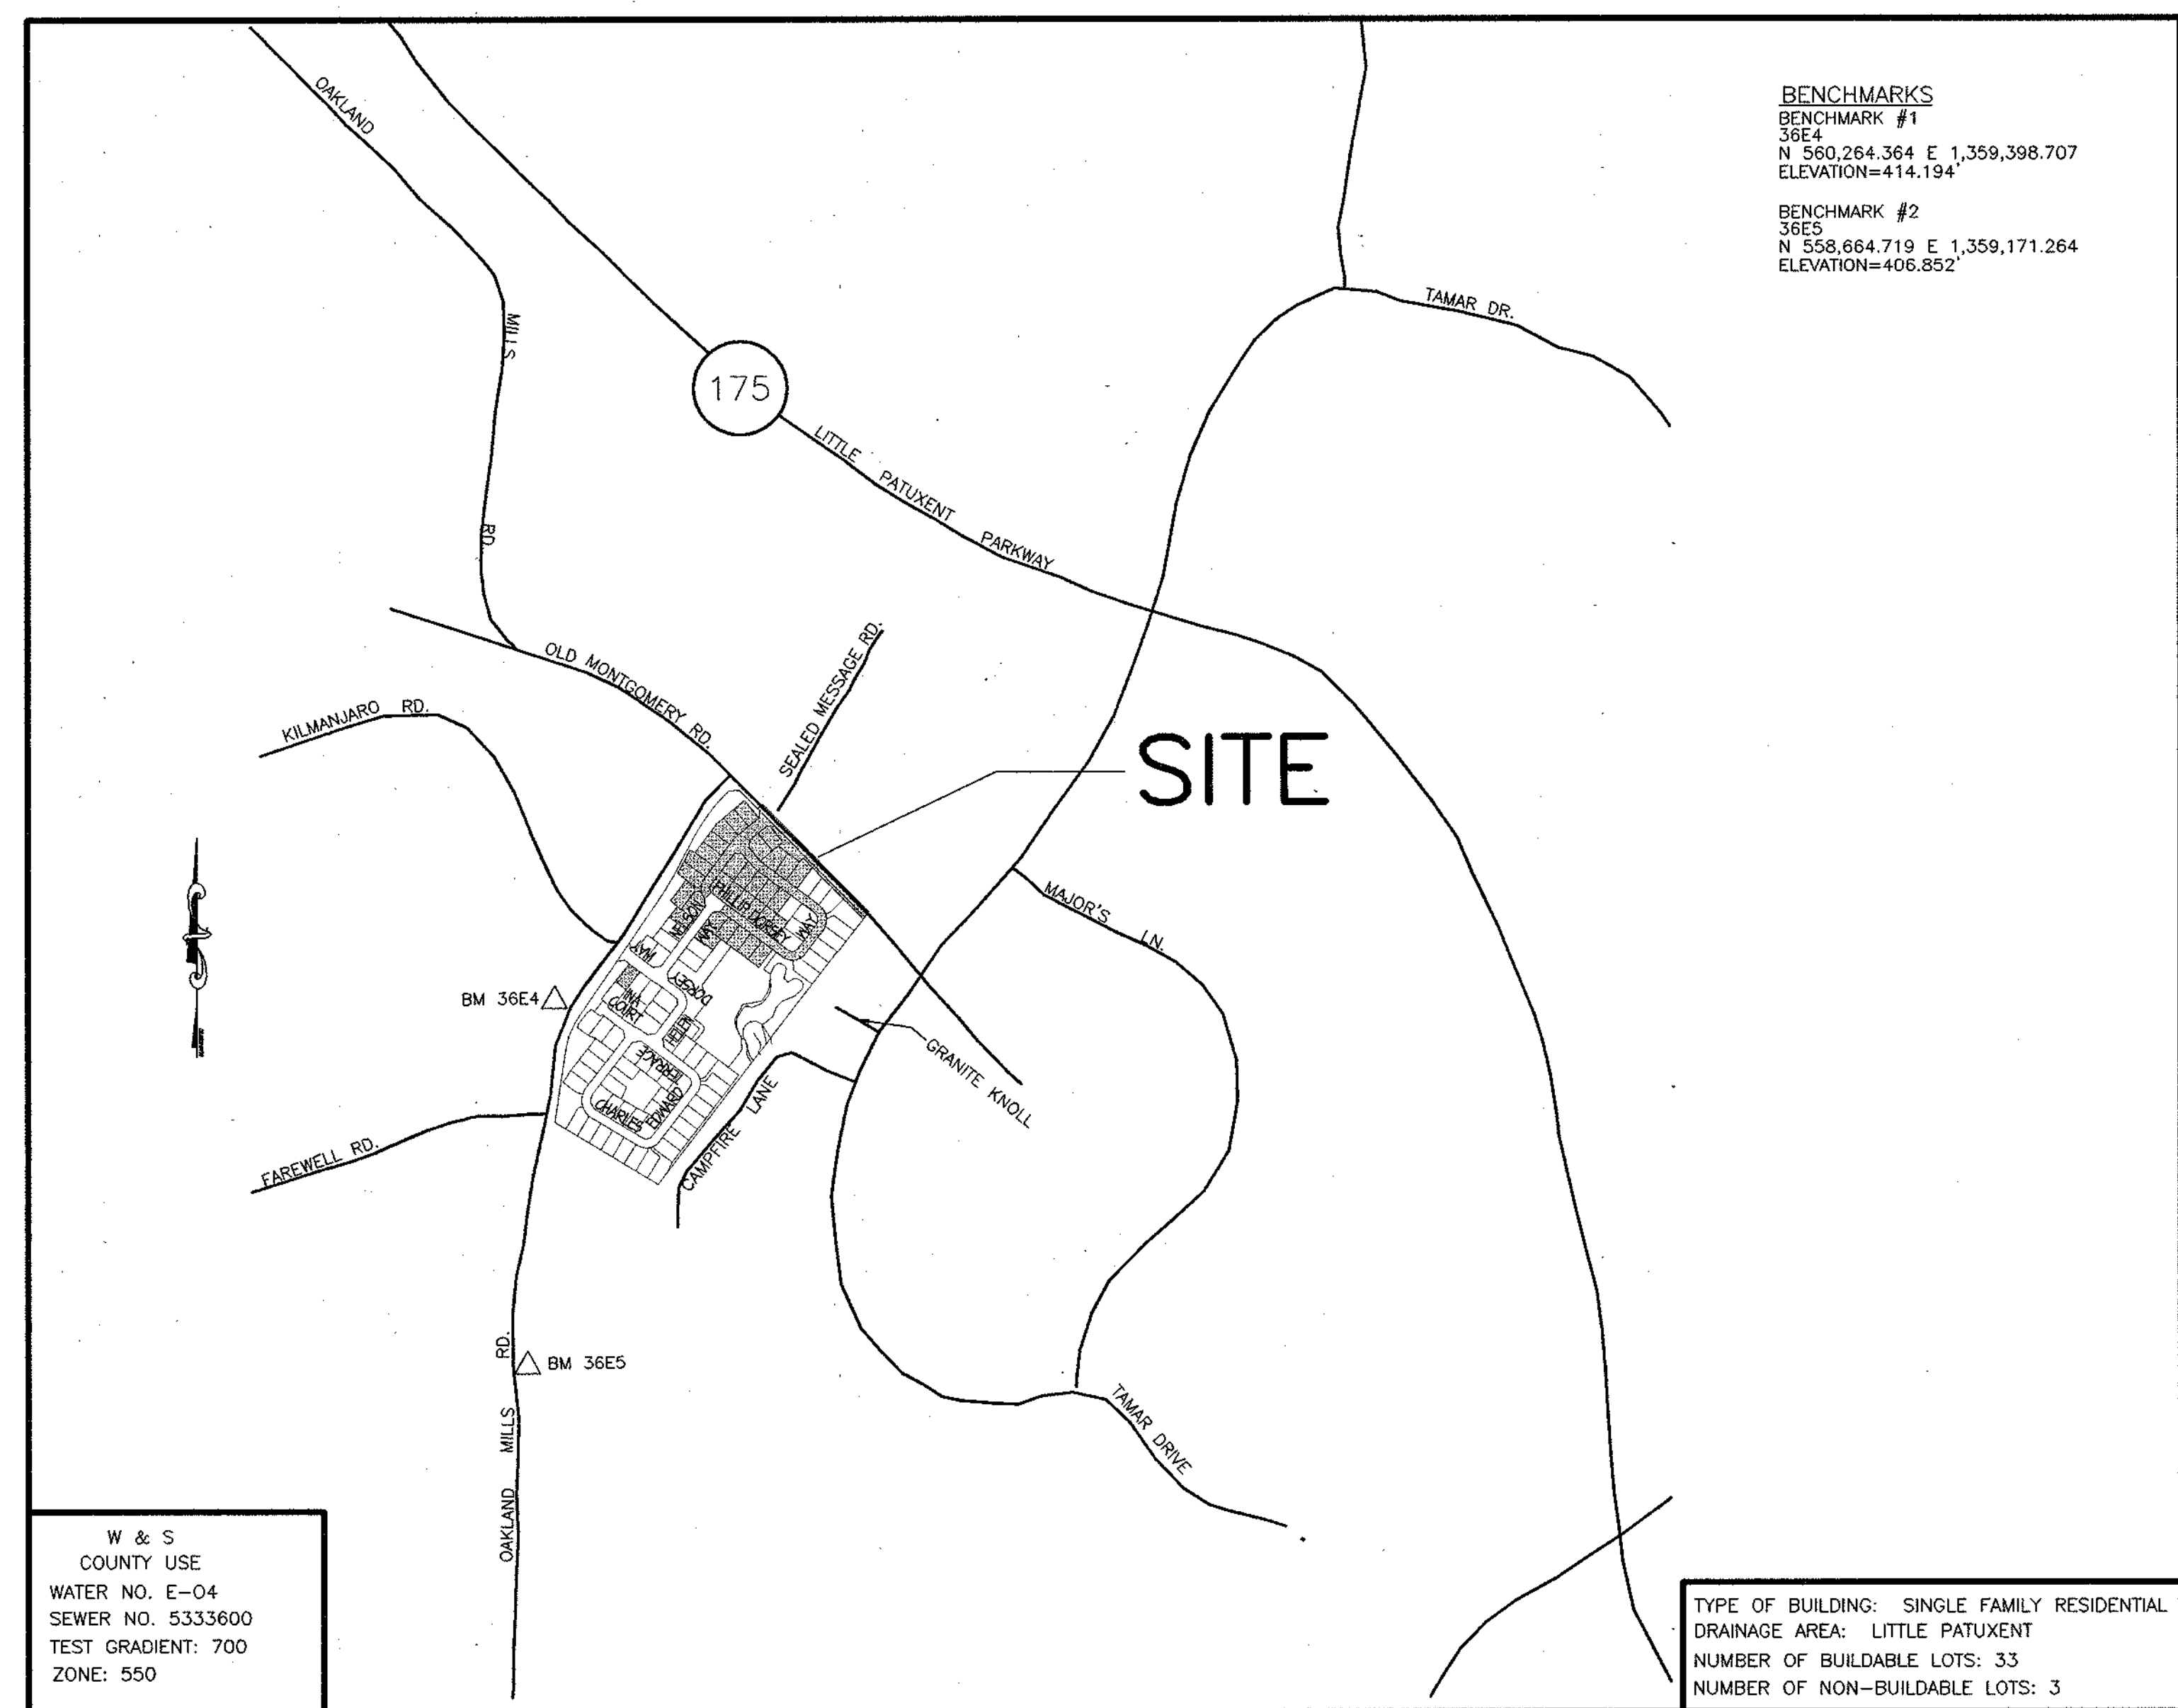 BENCHMARKS
BENCHMARK #1
36E4
N 560,264.364 E 1,359,398.707
ELEVATION=414.194'
BENCHMARK #2
36E5
N 558,664.719 E 1,359,171.264
ELEVATION=406.852'
OAKLAND
MILLS
RD.
TAMAR DR.
175
LITTLE PATUXENT PARKWAY
OLD MONTGOMERY RD.
SEALED MESSAGE RD.
KILMANJARO RD.
SITE
PHILLIP DORSEY
WAY
NELSON
WAY
WAY
DORSEY
MAJOR'S LN.
BM 36E4
INA
COURT
HELEN
TERRACE
CHARLES
EDWARD
GRANITE KNOLL
CAMPFIRE LANE
FAREWELL RD.
RD.
BM 36E5
MILLS
OAKLAND
TAMAR DRIVE
W & S
COUNTY USE
WATER NO. E-04
SEWER NO. 5333600
TEST GRADIENT: 700
ZONE: 550
TYPE OF BUILDING: SINGLE FAMILY RESIDENTIAL
DRAINAGE AREA: LITTLE PATUXENT
NUMBER OF BUILDABLE LOTS: 33
NUMBER OF NON-BUILDABLE LOTS: 3